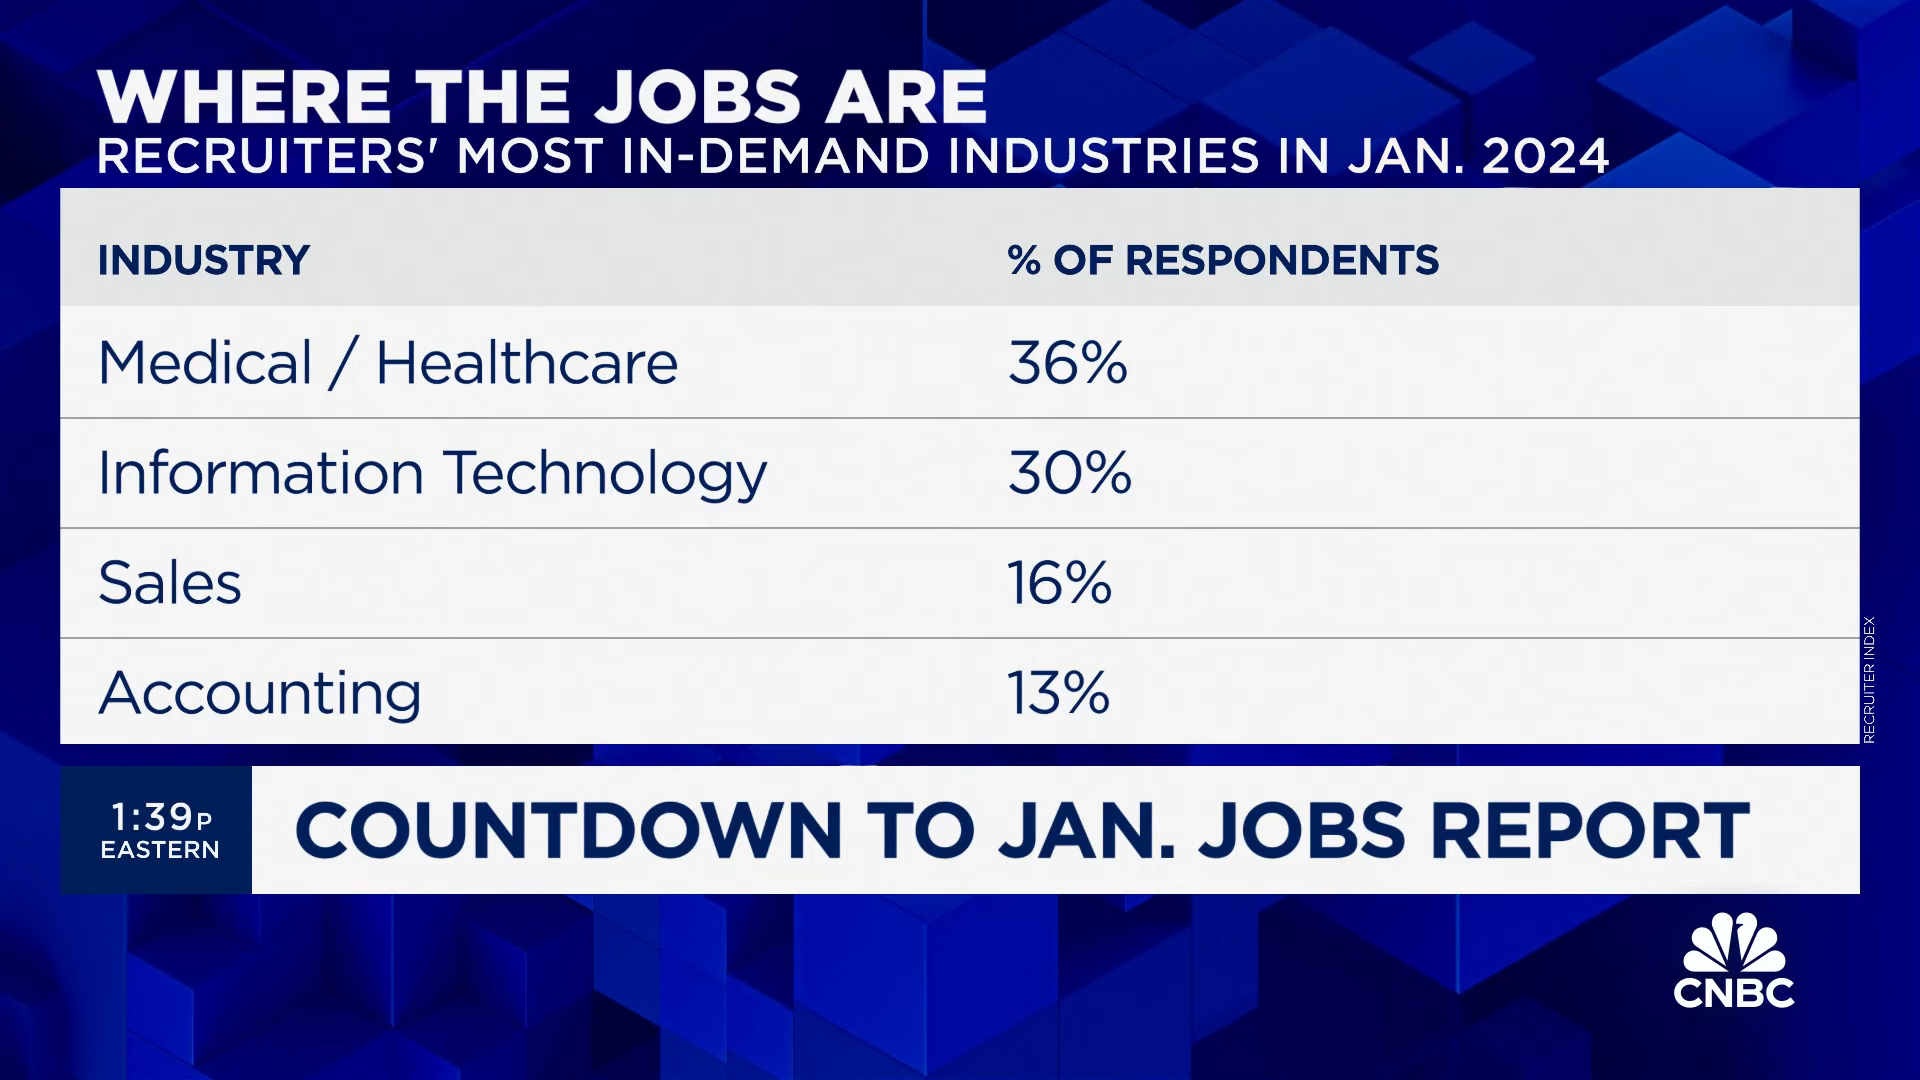 WHERE THE JOBS ARE
RECRUITERS' MOST IN-DEMAND INDUSTRIES IN JAN. 2024
INDUSTRY % OF RESPONDENTS
Medical / Healthcare 36%
Information Technology 30%
Sales 16%
Accounting 13%
RECRUITER INDEX
1:39P
EASTERN
COUNTDOWN TO JAN. JOBS REPORT
CNBC